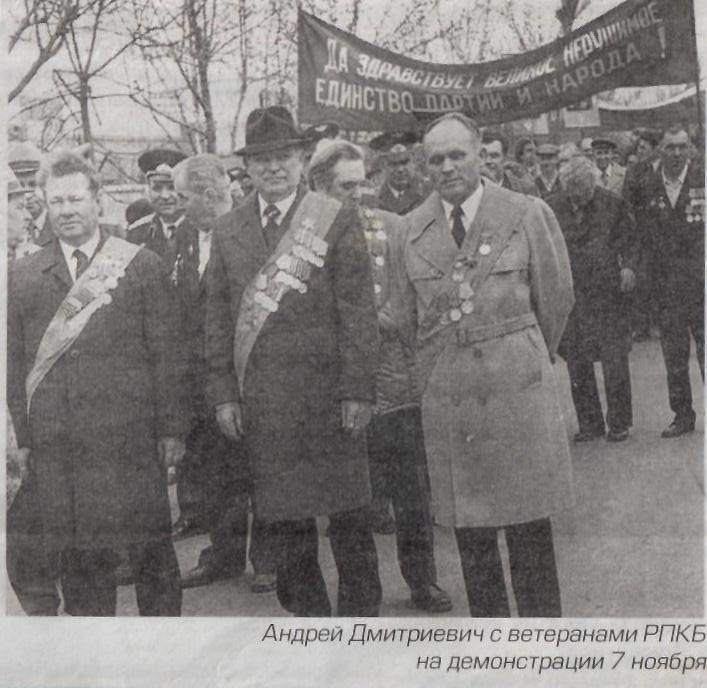 ДА ЗДРАВСТВУЕТ ВЕЛИКОЕ НЕРУШИМОЕ
ЕДИНСТВО ПАРТИИ И НАРОДА!
Андрей Дмитриевич с ветеранами РПКБ
на демонстрации 7 ноября